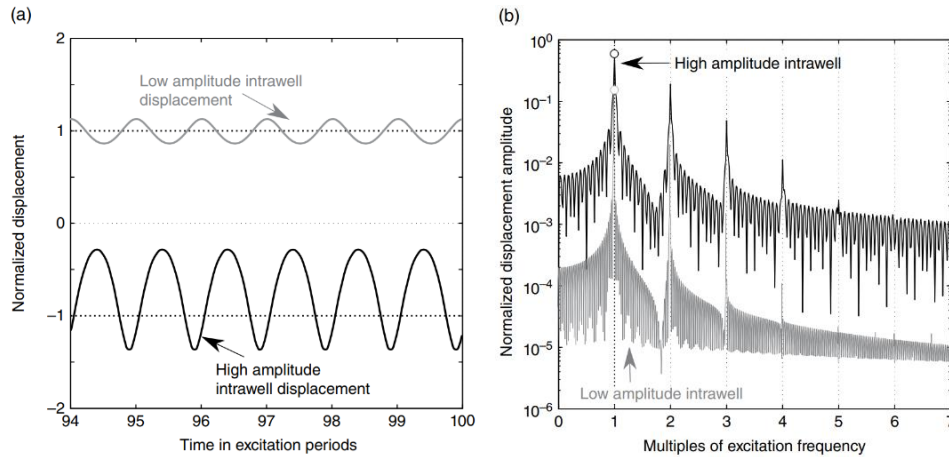 (a)
2
1
0
−1
−2
Normalized displacement
Low amplitude intrawell
displacement
High amplitude
intrawell displacement
94 95 96 97 98 99 100
Time in excitation periods
(b)
10⁰
10⁻¹
10⁻²
10⁻³
10⁻⁴
10⁻⁵
10⁻⁶
Normalized displacement amplitude
High amplitude intrawell
Low amplitude intrawell
0 1 2 3 4 5 6 7
Multiples of excitation frequency